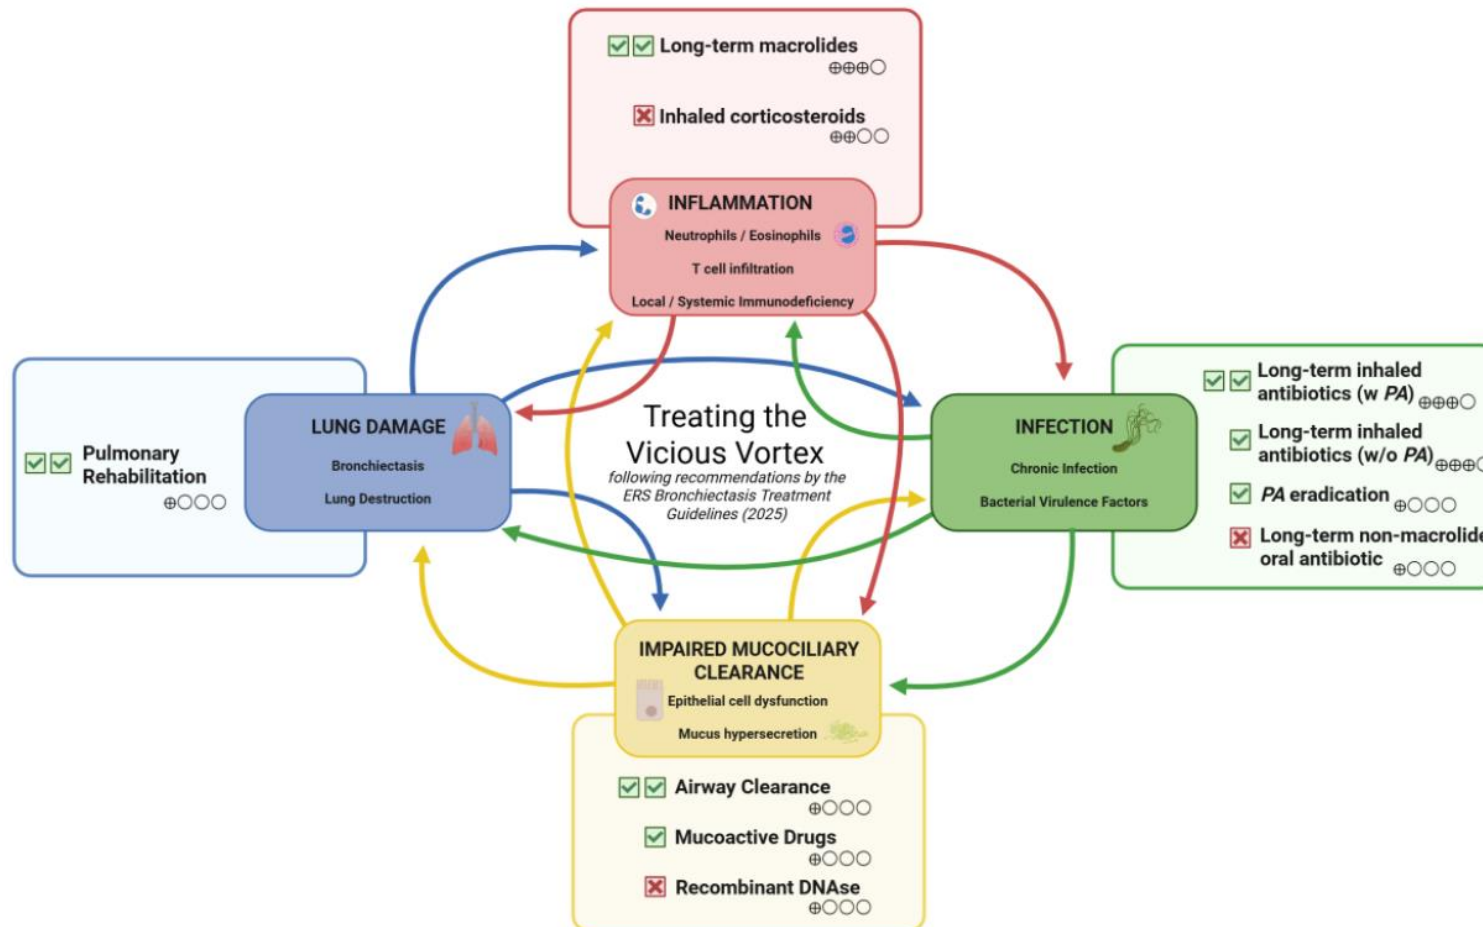 Long-term macrolides
⊕⊕⊕◯
Inhaled corticosteroids
⊕⊕◯◯
INFLAMMATION
Neutrophils / Eosinophils
T cell infiltration
Local / Systemic Immunodeficiency
Pulmonary
Rehabilitation
⊕◯◯◯
LUNG DAMAGE
Bronchiectasis
Lung Destruction
Treating the
Vicious Vortex
following recommendations by the
ERS Bronchiectasis Treatment
Guidelines (2025)
INFECTION
Chronic Infection
Bacterial Virulence Factors
Long-term inhaled
antibiotics (w PA) ⊕⊕⊕◯
Long-term inhaled
antibiotics (w/o PA) ⊕⊕⊕◯
PA eradication ⊕◯◯◯
Long-term non-macrolide
oral antibiotic ⊕◯◯◯
IMPAIRED MUCOCILIARY
CLEARANCE
Epithelial cell dysfunction
Mucus hypersecretion
Airway Clearance
⊕◯◯◯
Mucoactive Drugs
⊕◯◯◯
Recombinant DNAse
⊕◯◯◯